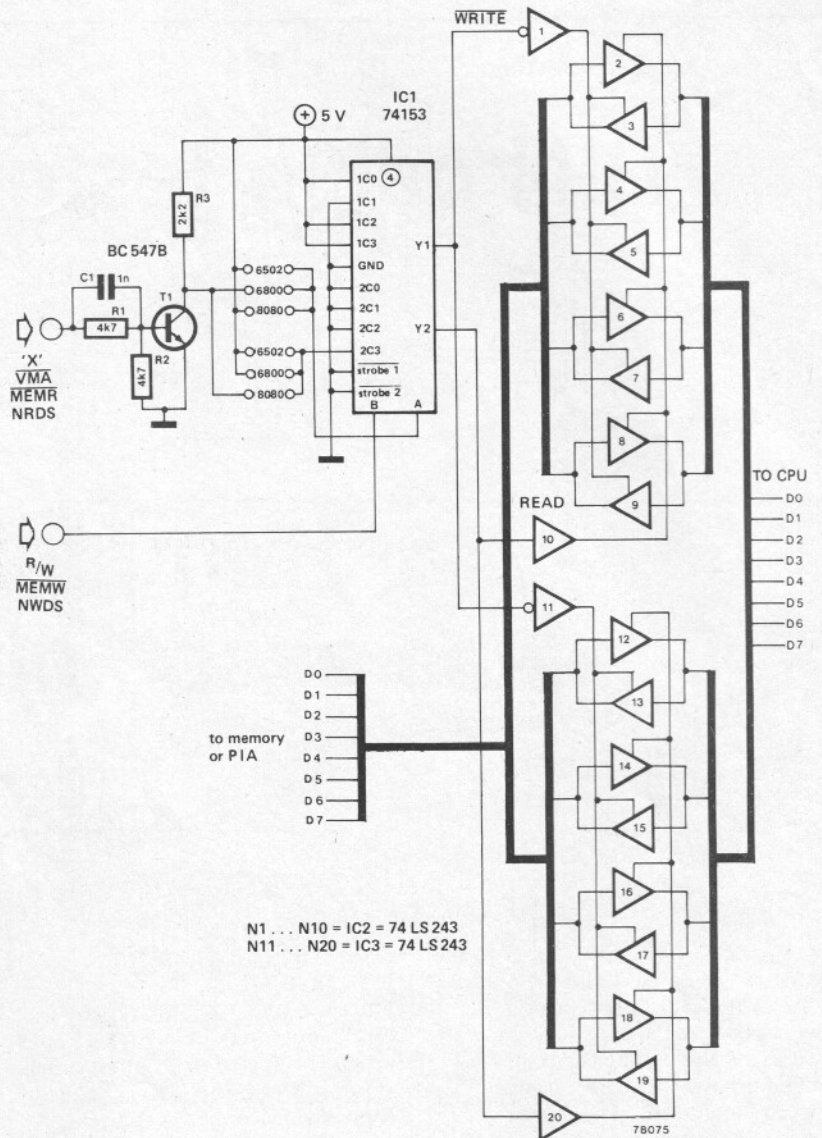 WRITE
1
2
3
4
5
6
7
8
9
READ
10
11
12
13
14
15
16
17
18
19
20
IC1
74153
5 V
4
1C0
1C1
1C2
1C3
GND
2C0
2C1
2C2
2C3
strobe 1
strobe 2
B
A
Y1
Y2
R3
2k2
BC547B
T1
C1
1n
R1
4k7
R2
4k7
6502
6800
8080
6502
6800
8080
'X'
VMA
MEMR
NRDS
R/W
MEMW
NWDS
TO CPU
D0
D1
D2
D3
D4
D5
D6
D7
to memory
or PIA
D0
D1
D2
D3
D4
D5
D6
D7
N1 . . . N10 = IC2 = 74 LS 243
N11 . . . N20 = IC3 = 74 LS 243
78075